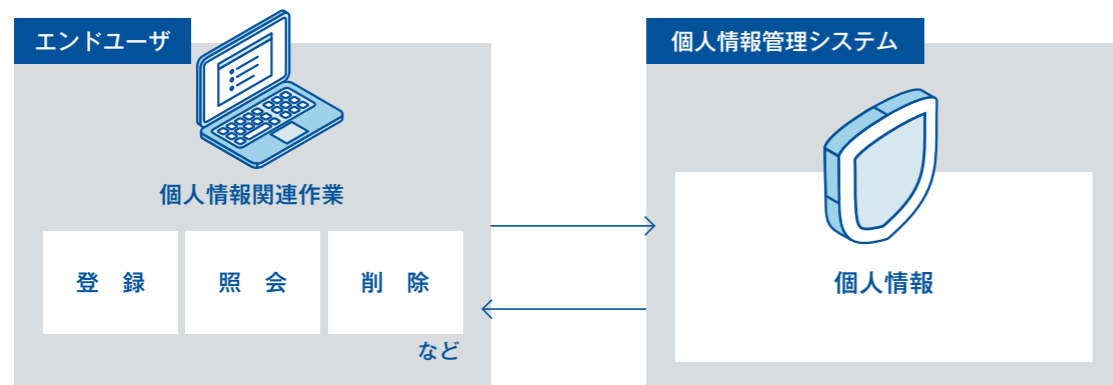 エンドユーザ
個人情報関連作業
登　録
照　会
削　除
など
個人情報管理システム
個人情報